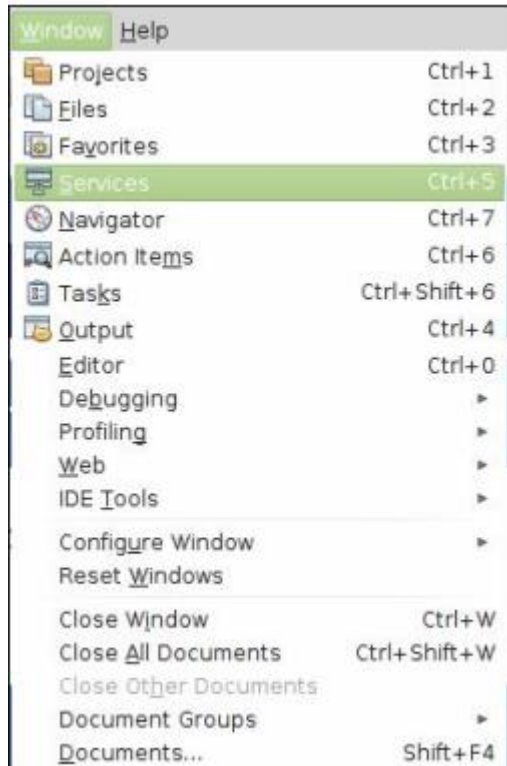 Window Help
Projects Ctrl+1
Files Ctrl+2
Favorites Ctrl+3
Services Ctrl+5
Navigator Ctrl+7
Action Items Ctrl+6
Tasks Ctrl+Shift+6
Output Ctrl+4
Editor Ctrl+0
Debugging
Profiling
Web
IDE Tools
Configure Window
Reset Windows
Close Window Ctrl+W
Close All Documents Ctrl+Shift+W
Close Other Documents
Document Groups
Documents... Shift+F4